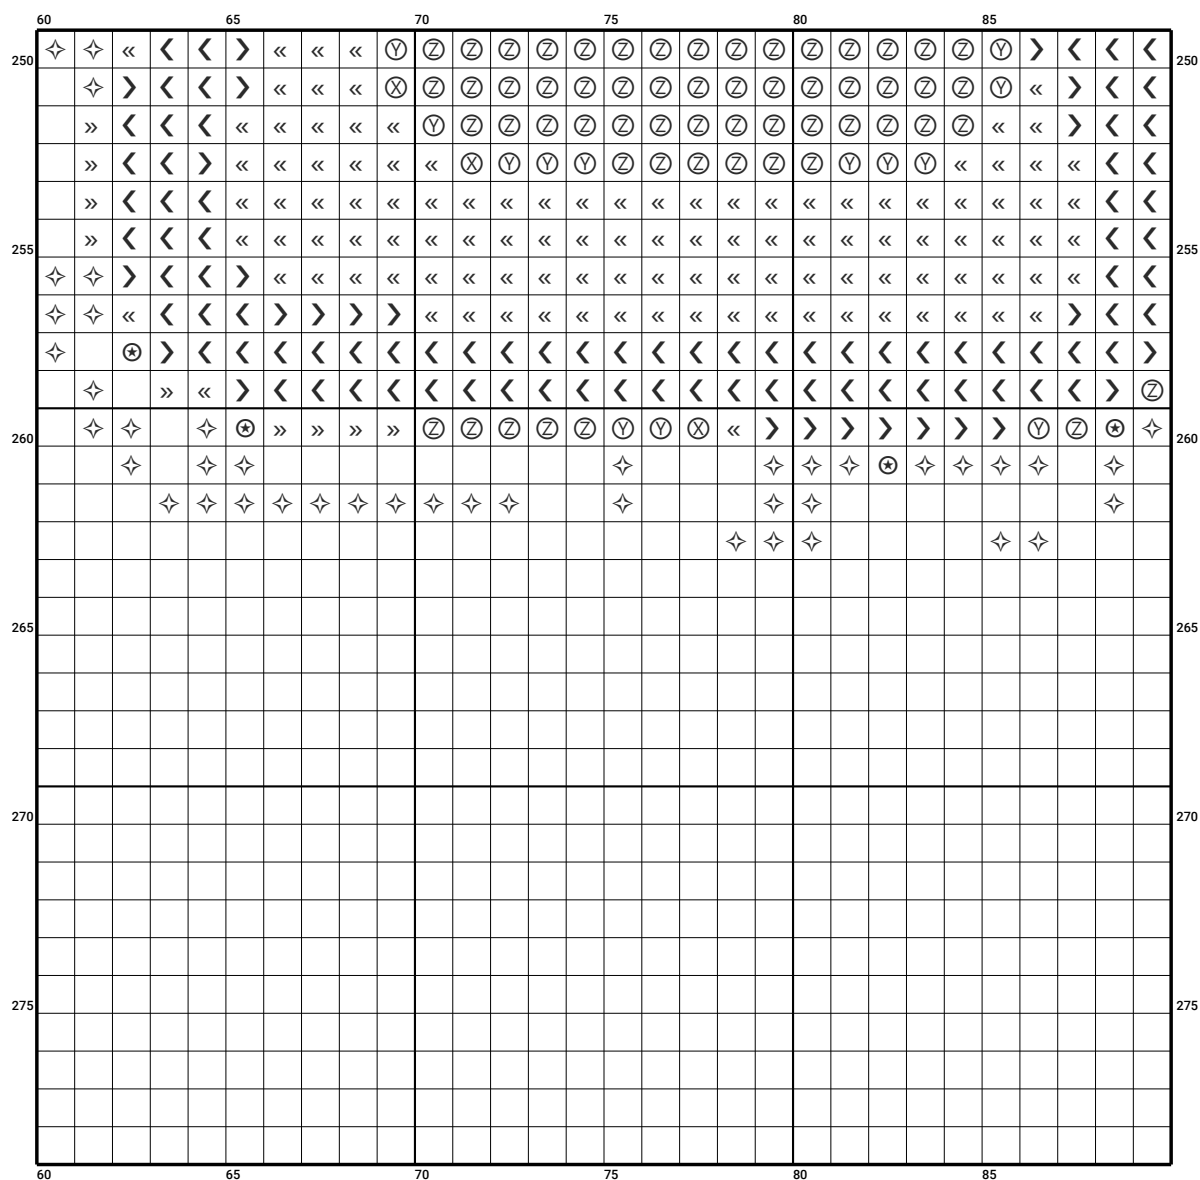 60 65 70 75 80 85
250 ✧ ✧ « ❮ ❮ ❯ « « « Ⓨ Ⓩ Ⓩ Ⓩ Ⓩ Ⓩ Ⓩ Ⓩ Ⓩ Ⓩ Ⓩ Ⓩ Ⓩ Ⓩ Ⓩ Ⓩ Ⓨ ❯ ❮ ❮ ❮ 250
✧ ❯ ❮ ❮ ❯ « « « Ⓧ Ⓩ Ⓩ Ⓩ Ⓩ Ⓩ Ⓩ Ⓩ Ⓩ Ⓩ Ⓩ Ⓩ Ⓩ Ⓩ Ⓩ Ⓩ Ⓨ « ❯ ❮ ❮
» ❮ ❮ ❮ « « « « « Ⓨ Ⓩ Ⓩ Ⓩ Ⓩ Ⓩ Ⓩ Ⓩ Ⓩ Ⓩ Ⓩ Ⓩ Ⓩ Ⓩ Ⓩ « « ❯ ❮ ❮
» ❮ ❮ ❯ « « « « « « Ⓧ Ⓨ Ⓨ Ⓨ Ⓩ Ⓩ Ⓩ Ⓩ Ⓩ Ⓩ Ⓨ Ⓨ Ⓨ « « « « ❮ ❮
» ❮ ❮ ❮ « « « « « « « « « « « « « « « « « « « « « « « ❮ ❮
255 » ❮ ❮ ❮ « « « « « « « « « « « « « « « « « « « « « « « ❮ ❮ 255
✧ ✧ ❯ ❮ ❮ ❯ « « « « « « « « « « « « « « « « « « « « « « ❮ ❮
✧ ✧ « ❮ ❮ ❮ ❯ ❯ ❯ ❯ « « « « « « « « « « « « « « « « « ❯ ❮ ❮
✧ ⍟ ❯ ❮ ❮ ❮ ❮ ❮ ❮ ❮ ❮ ❮ ❮ ❮ ❮ ❮ ❮ ❮ ❮ ❮ ❮ ❮ ❮ ❮ ❮ ❮ ❮ ❮ ❯
✧ » « ❯ ❮ ❮ ❮ ❮ ❮ ❮ ❮ ❮ ❮ ❮ ❮ ❮ ❮ ❮ ❮ ❮ ❮ ❮ ❮ ❮ ❮ ❮ ❯ Ⓩ
260 ✧ ✧ ✧ ⍟ » » » » Ⓩ Ⓩ Ⓩ Ⓩ Ⓩ Ⓨ Ⓨ Ⓧ « ❯ ❯ ❯ ❯ ❯ ❯ ❯ Ⓨ Ⓩ ⍟ ✧ 260
✧ ✧ ✧ ✧ ✧ ✧ ✧ ⍟ ✧ ✧ ✧ ✧ ✧
✧ ✧ ✧ ✧ ✧ ✧ ✧ ✧ ✧ ✧ ✧ ✧ ✧ ✧
✧ ✧ ✧ ✧ ✧
265 265
270 270
275 275
60 65 70 75 80 85